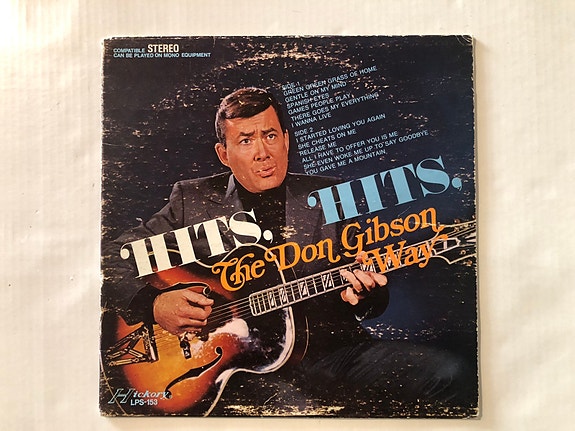 COMPATIBLE STEREO
CAN BE PLAYED ON MONO EQUIPMENT
SIDE 1
GREEN GREEN GRASS OF HOME
GENTLE ON MY MIND
SPANISH EYES
GAMES PEOPLE PLAY
THERE GOES MY EVERYTHING
I WANNA LIVE
SIDE 2
I STARTED LOVING YOU AGAIN
SHE CHEATS ON ME
RELEASE ME
ALL I HAVE TO OFFER YOU IS ME
SHE EVEN WOKE ME UP TO SAY GOODBYE
YOU GAVE ME A MOUNTAIN
HITS, HITS,
The Don Gibson
Way
Hickory
LPS-153